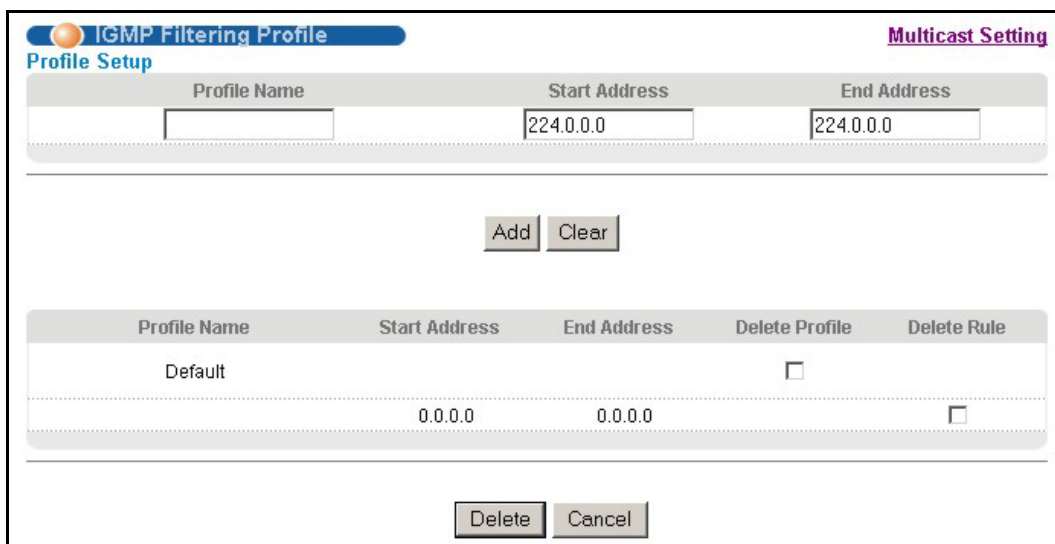 IGMP Filtering Profile Multicast Setting
Profile Setup
Profile Name Start Address End Address
224.0.0.0 224.0.0.0
Add Clear
Profile Name Start Address End Address Delete Profile Delete Rule
Default
0.0.0.0 0.0.0.0
Delete Cancel